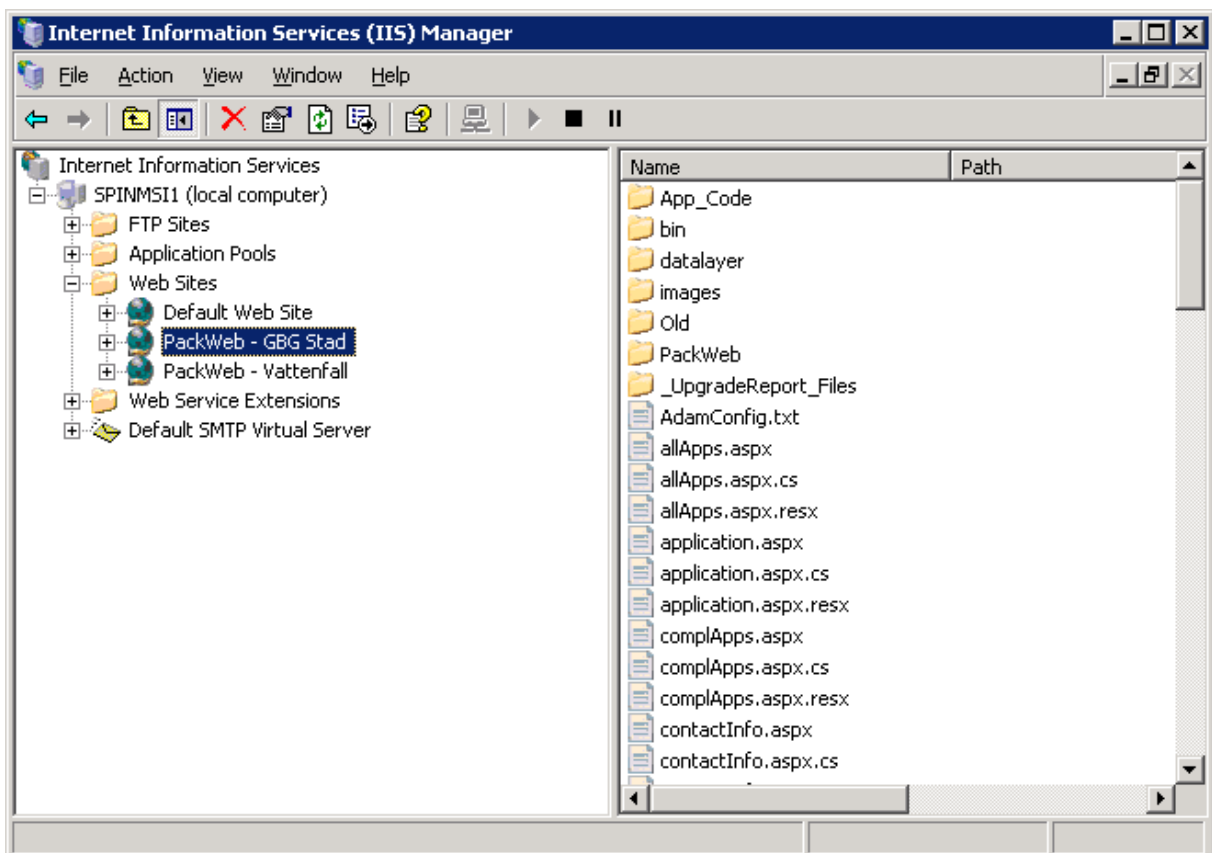 Internet Information Services (IIS) Manager
File Action View Window Help
Internet Information Services
SPINMSI1 (local computer)
FTP Sites
Application Pools
Web Sites
Default Web Site
PackWeb - GBG Stad
PackWeb - Vattenfall
Web Service Extensions
Default SMTP Virtual Server
Name Path
App_Code
bin
datalayer
images
Old
PackWeb
_UpgradeReport_Files
AdamConfig.txt
allApps.aspx
allApps.aspx.cs
allApps.aspx.resx
application.aspx
application.aspx.cs
application.aspx.resx
complApps.aspx
complApps.aspx.cs
complApps.aspx.resx
contactInfo.aspx
contactInfo.aspx.cs